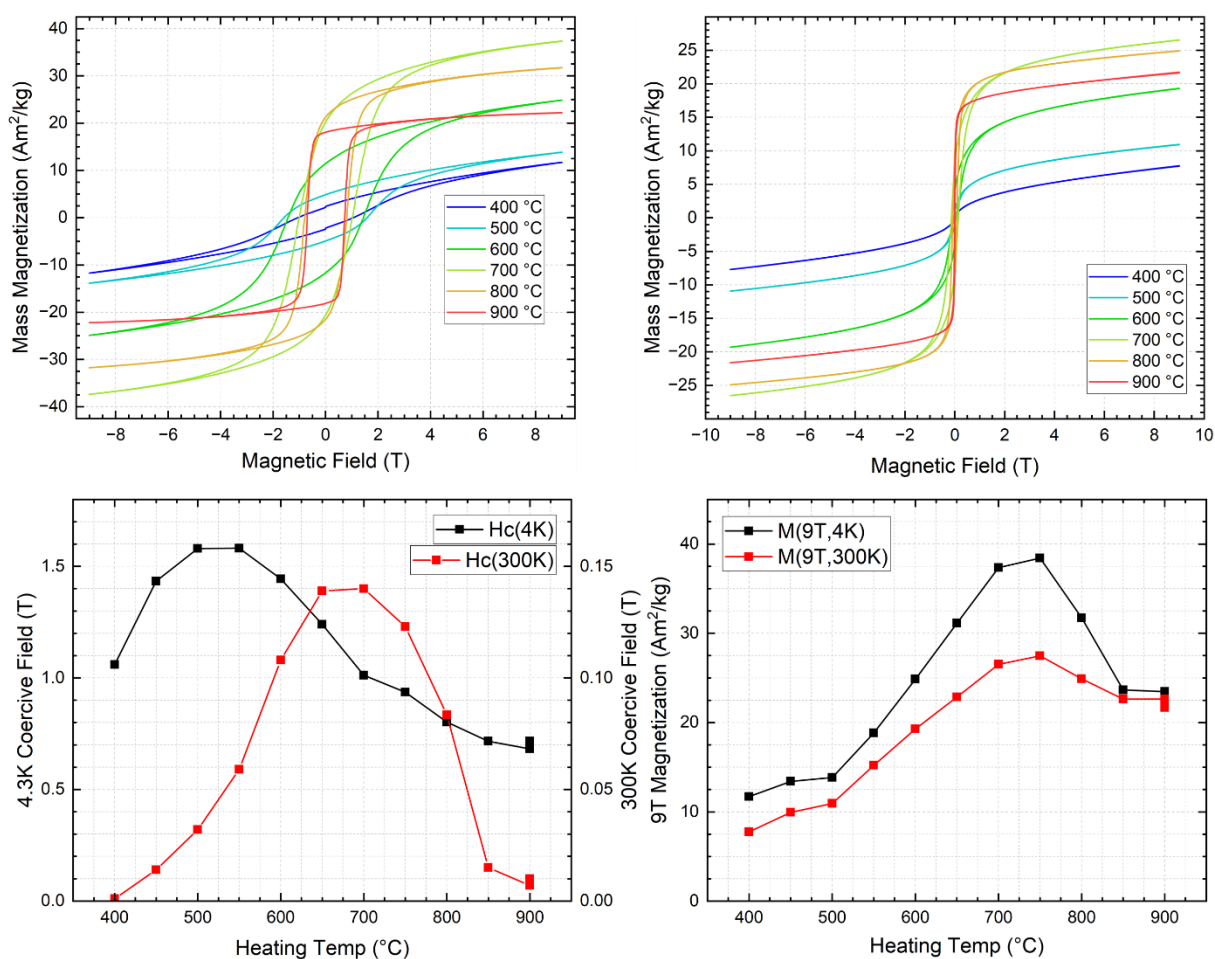 Mass Magnetization (Am²/kg)
40
30
20
10
0
−10
−20
−30
−40
400 °C
500 °C
600 °C
700 °C
800 °C
900 °C
−8 −6 −4 −2 0 2 4 6 8
Magnetic Field (T)
Mass Magnetization (Am²/kg)
25
20
15
10
5
0
−5
−10
−15
−20
−25
400 °C
500 °C
600 °C
700 °C
800 °C
900 °C
−10 −8 −6 −4 −2 0 2 4 6 8 10
Magnetic Field (T)
4.3K Coercive Field (T)
1.5
1.0
0.5
0.0
Hc(4K)
Hc(300K)
0.15
0.10
0.05
0.00
300K Coercive Field (T)
400 500 600 700 800 900
Heating Temp (°C)
9T Magnetization (Am²/kg)
40
30
20
10
0
M(9T,4K)
M(9T,300K)
400 500 600 700 800 900
Heating Temp (°C)